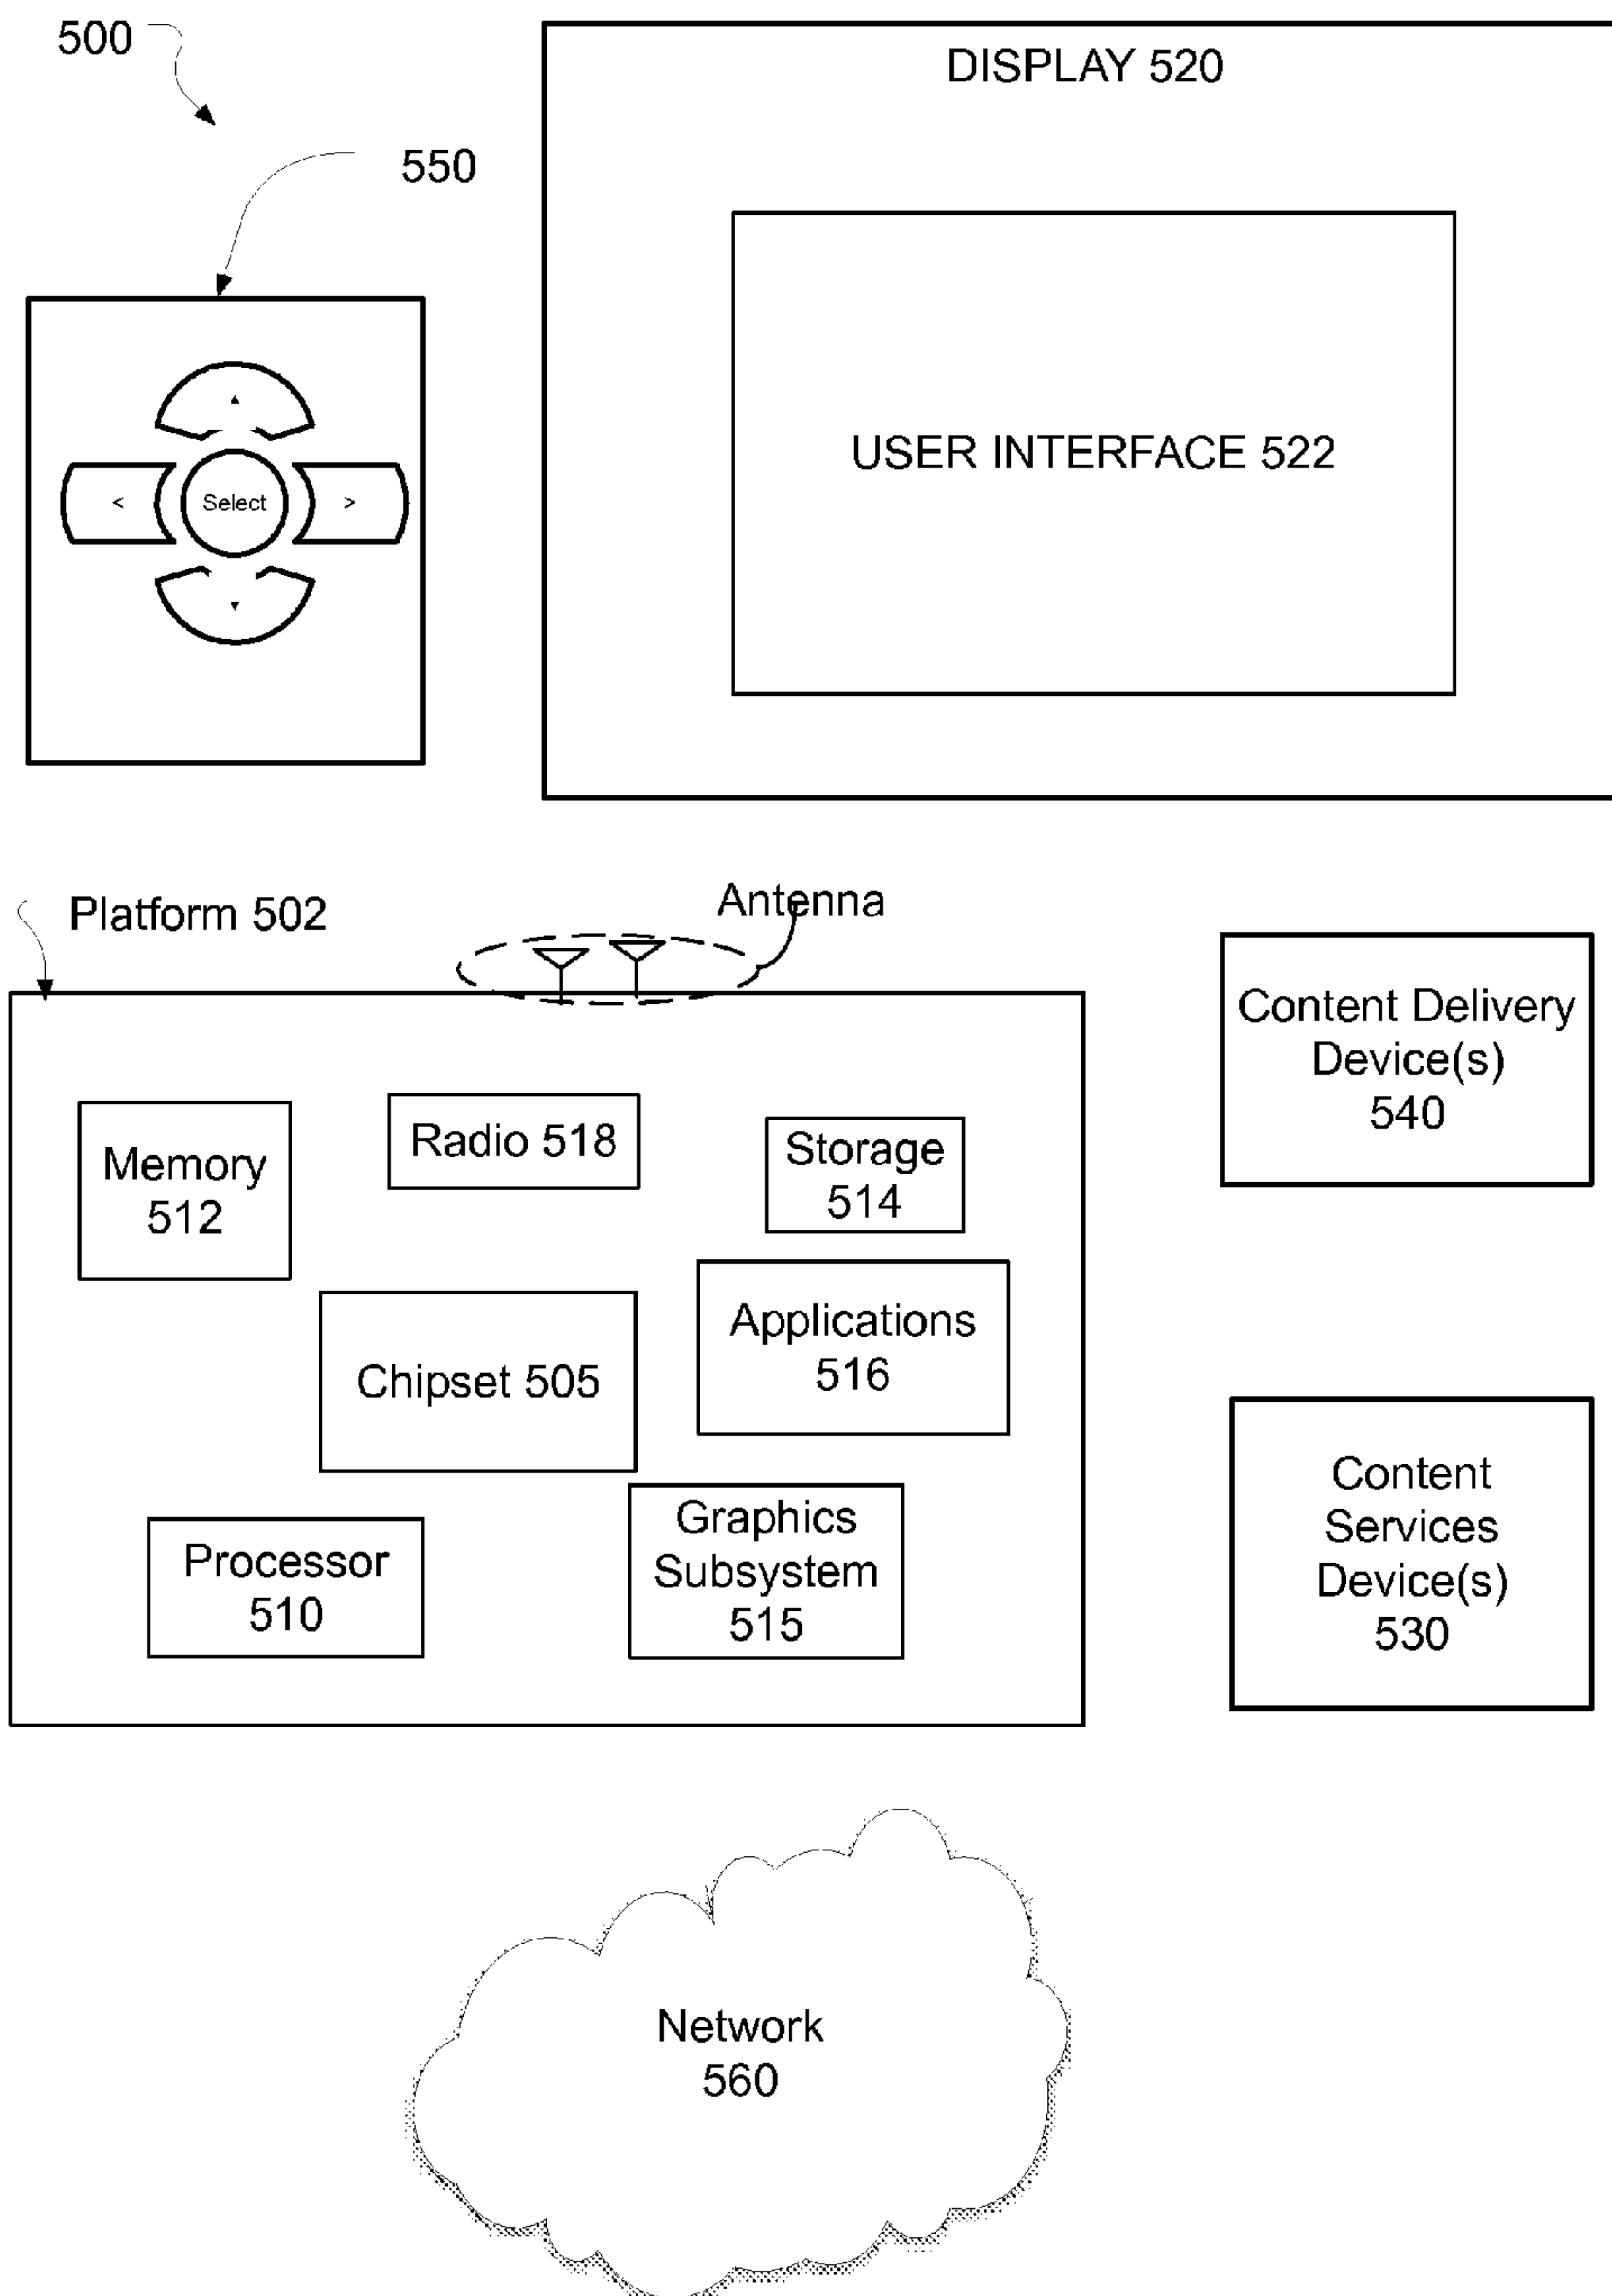 500
DISPLAY 520
550
USER INTERFACE 522
<
Select
>
Platform 502
Antenna
Content Delivery
Device(s)
540
Memory
512
Radio 518
Storage
514
Chipset 505
Applications
516
Content
Services
Device(s)
530
Processor
510
Graphics
Subsystem
515
Network
560